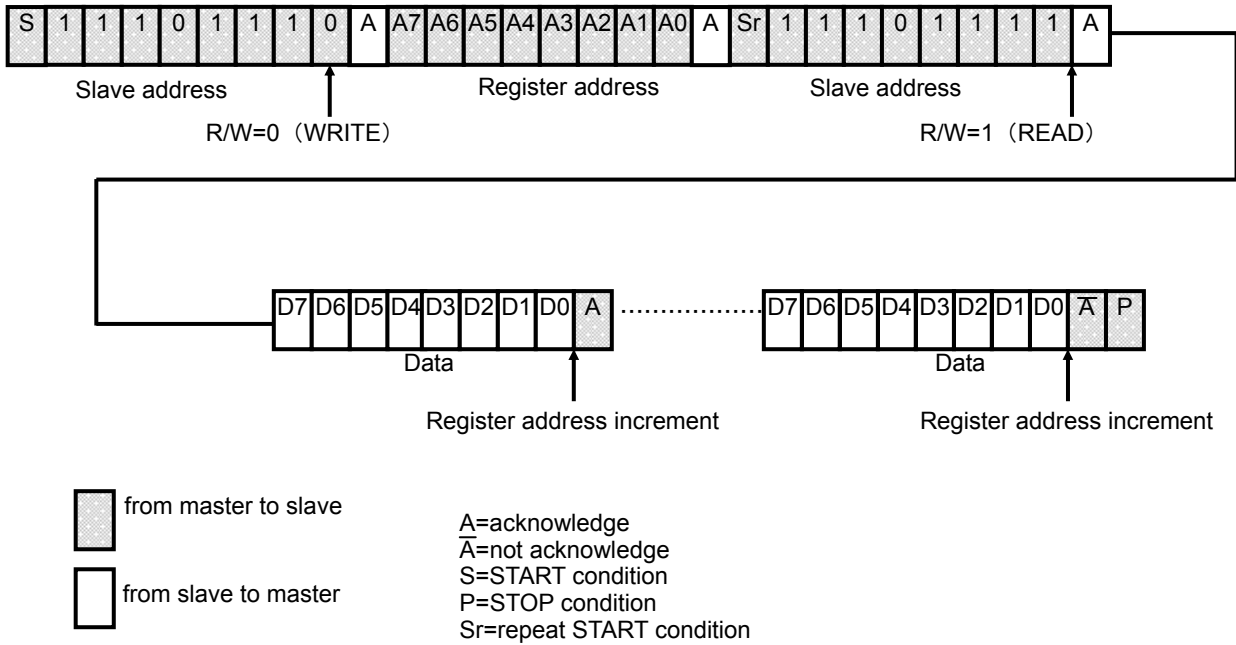 S 1 1 1 0 1 1 1 0 A A7 A6 A5 A4 A3 A2 A1 A0 A Sr 1 1 1 0 1 1 1 1 A
Slave address Register address Slave address
R/W=0（WRITE） R/W=1（READ）
D7 D6 D5 D4 D3 D2 D1 D0 A .................. D7 D6 D5 D4 D3 D2 D1 D0 A̅ P
Data Data
Register address increment Register address increment
from master to slave
A=acknowledge
A̅=not acknowledge
S=START condition
from slave to master
P=STOP condition
Sr=repeat START condition